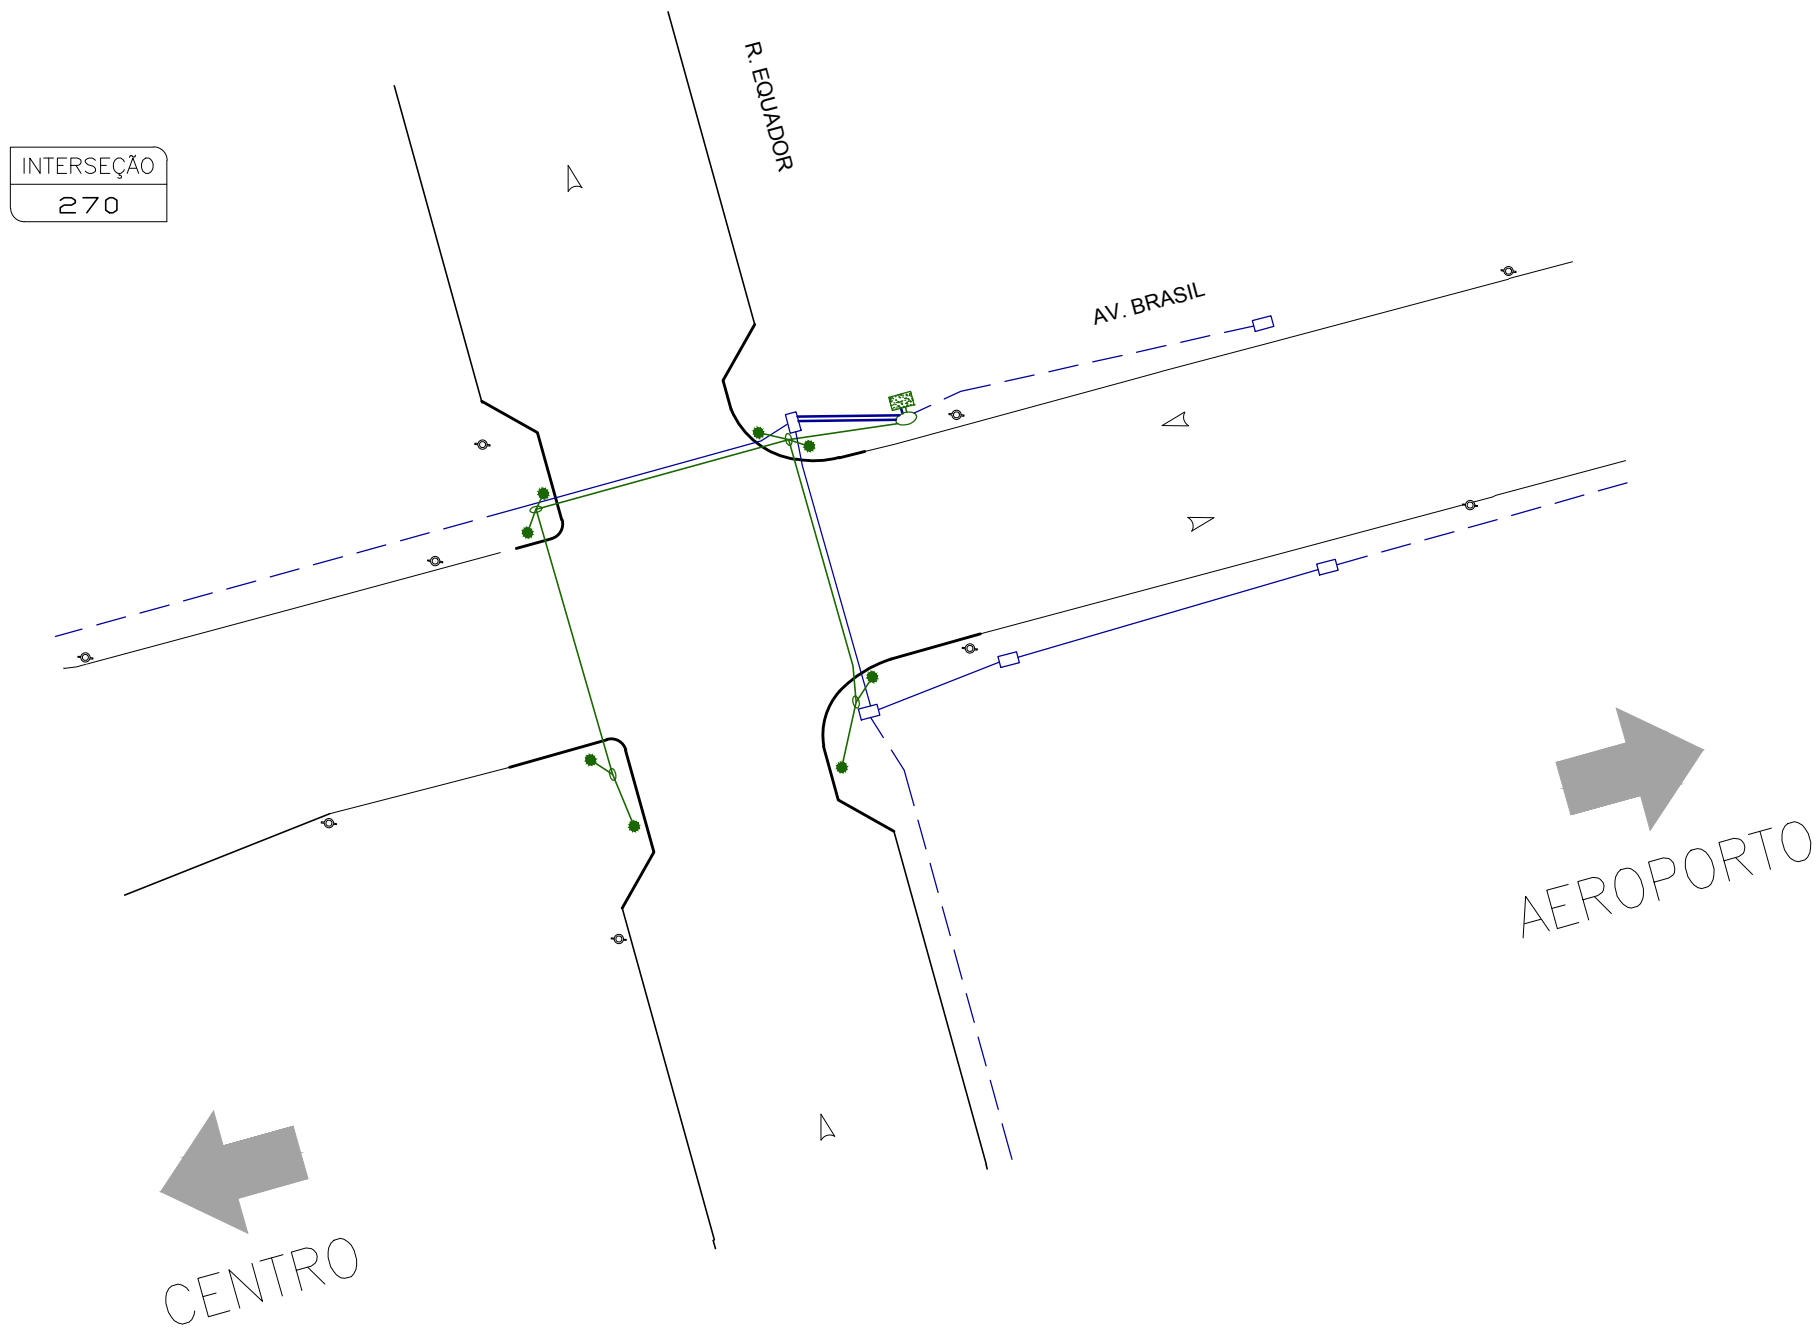 R. EQUADOR
INTERSEÇÃO
270
AV. BRASIL
AEROPORTO
CENTRO